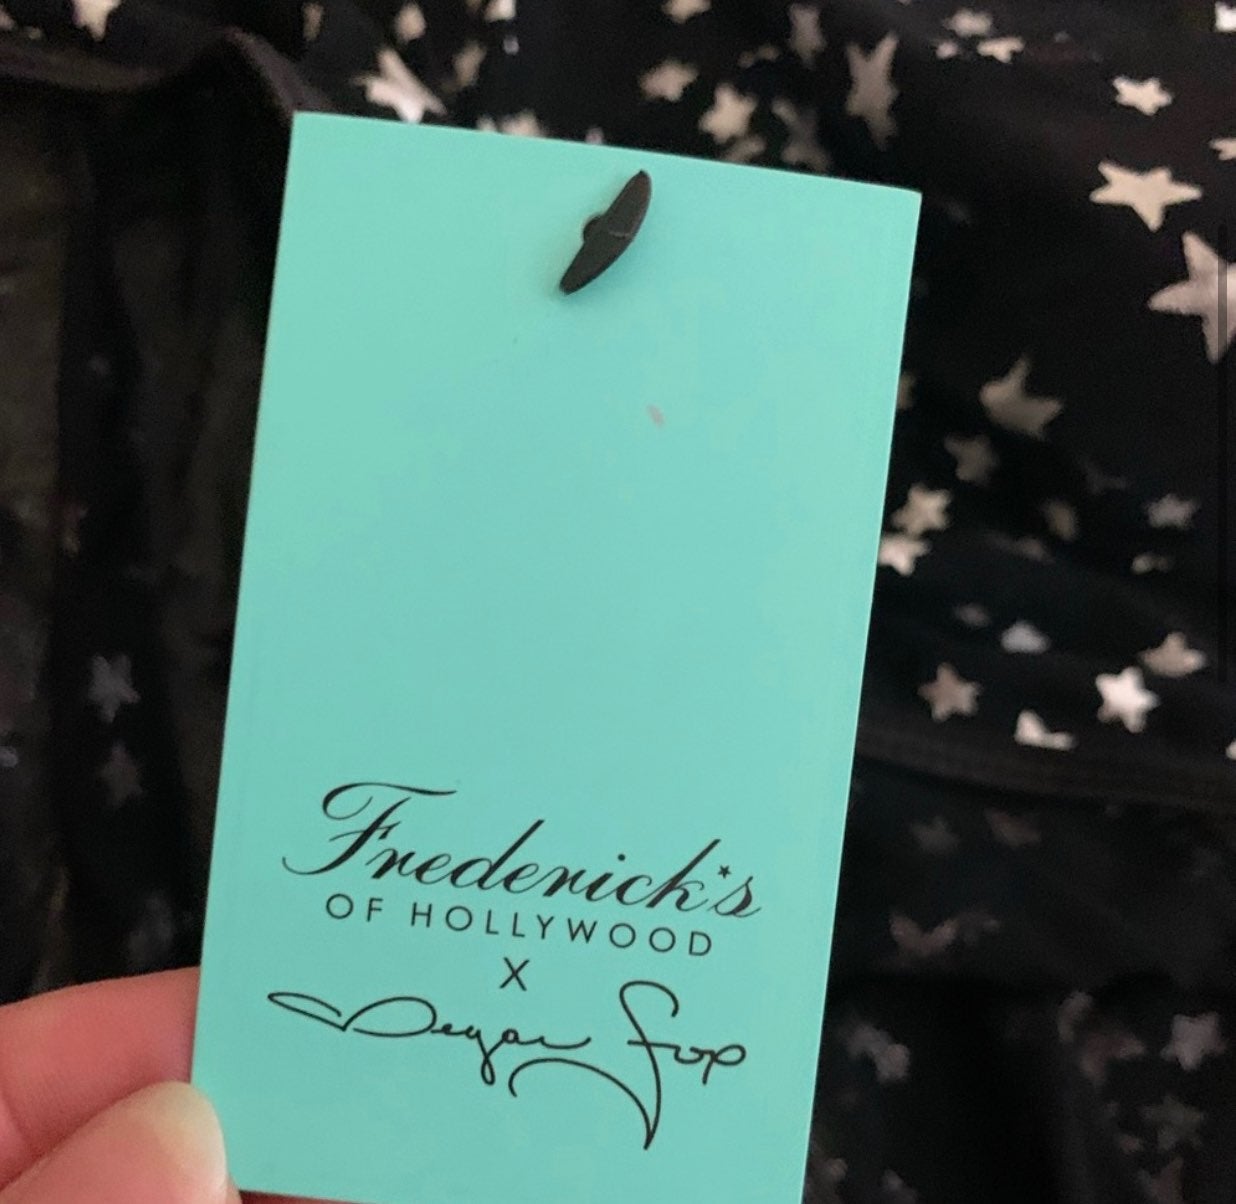 Frederick's
OF HOLLYWOOD
X
Megan Fox